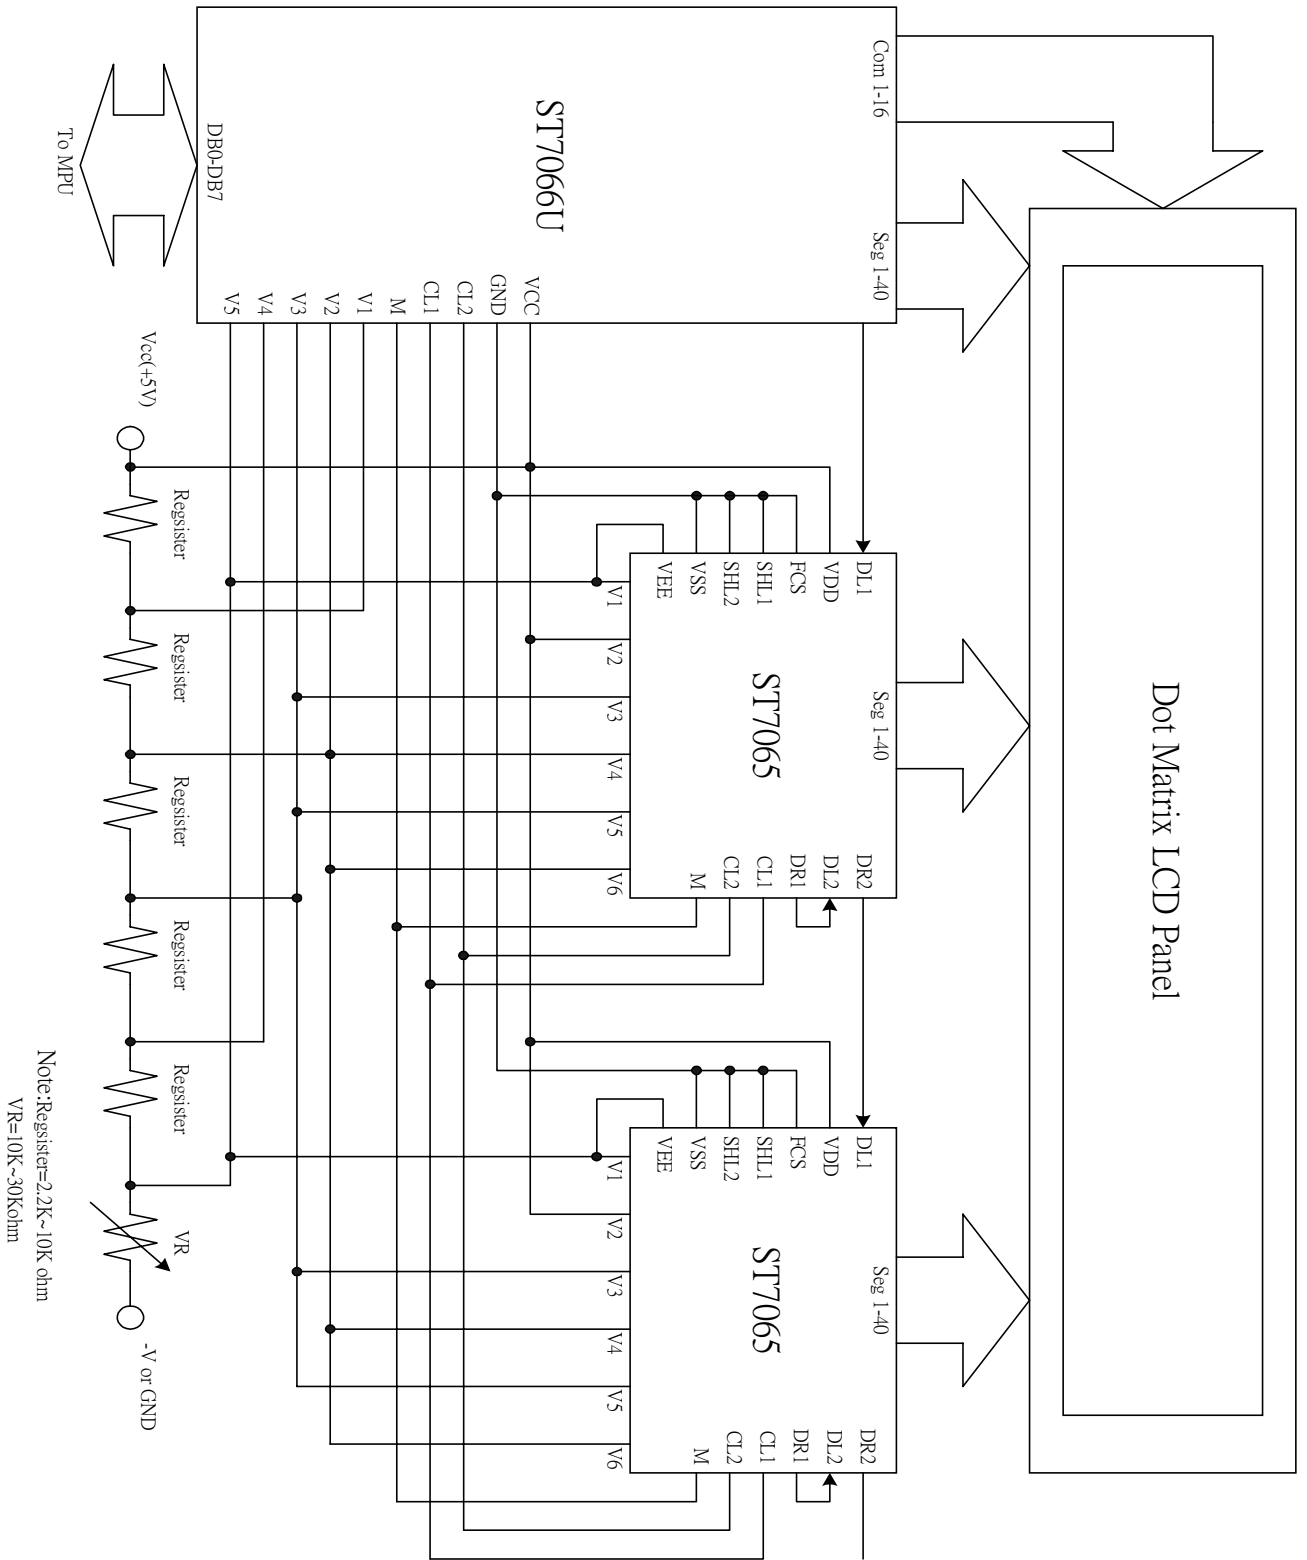 Dot Matrix LCD Panel
Com 1-16
Seg 1-40
Seg 1-40
Seg 1-40
ST7066U
DB0-DB7
To MPU
VCC
GND
CL2
CL1
M
V1
V2
V3
V4
V5
DL1
VDD
FCS
SHL1
SHL2
VSS
VEE
ST7065
DR2
DL2
DR1
CL1
CL2
M
V1
V2
V3
V4
V5
V6
DL1
VDD
FCS
SHL1
SHL2
VSS
VEE
ST7065
DR2
DL2
DR1
CL1
CL2
M
V1
V2
V3
V4
V5
V6
Vcc(+5V)
Regsister
Regsister
Regsister
Regsister
Regsister
VR
-V or GND
Note:Regsister=2.2K~10K ohm
VR=10K~30Kohm